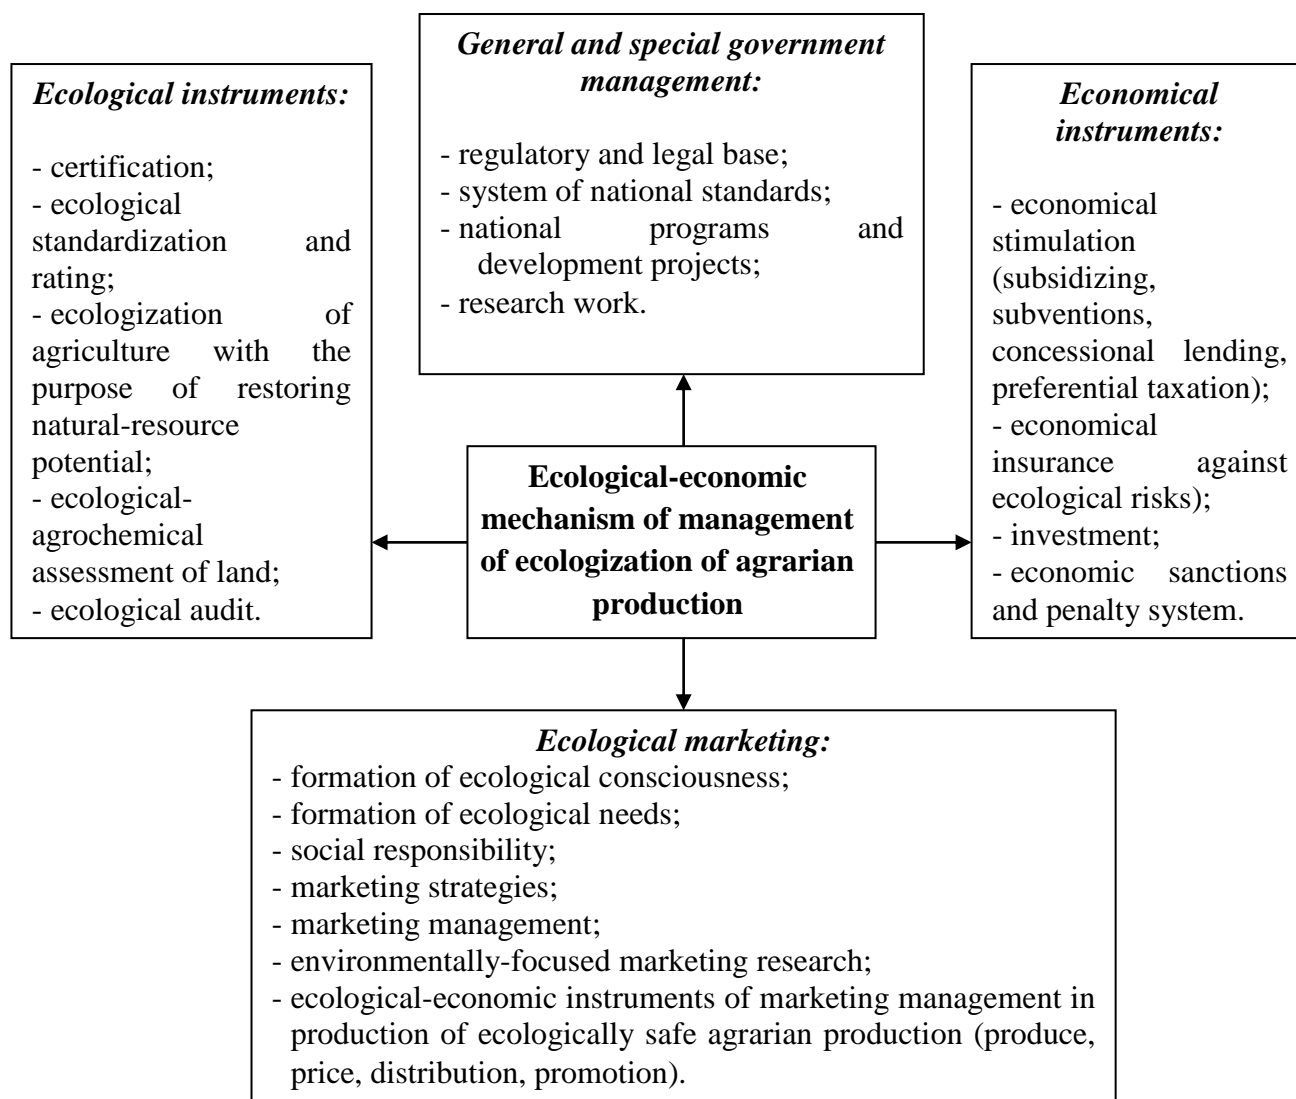 General and special government
management:
- regulatory and legal base;
- system of national standards;
- national programs and
development projects;
- research work.
Ecological instruments:
- certification;
- ecological
standardization and
rating;
- ecologization of
agriculture with the
purpose of restoring
natural-resource
potential;
- ecological-
agrochemical
assessment of land;
- ecological audit.
Ecological-economic
mechanism of management
of ecologization of agrarian
production
Economical
instruments:
- economical
stimulation
(subsidizing,
subventions,
concessional lending,
preferential taxation);
- economical
insurance against
ecological risks);
- investment;
- economic sanctions
and penalty system.
Ecological marketing:
- formation of ecological consciousness;
- formation of ecological needs;
- social responsibility;
- marketing strategies;
- marketing management;
- environmentally-focused marketing research;
- ecological-economic instruments of marketing management in
production of ecologically safe agrarian production (produce,
price, distribution, promotion).